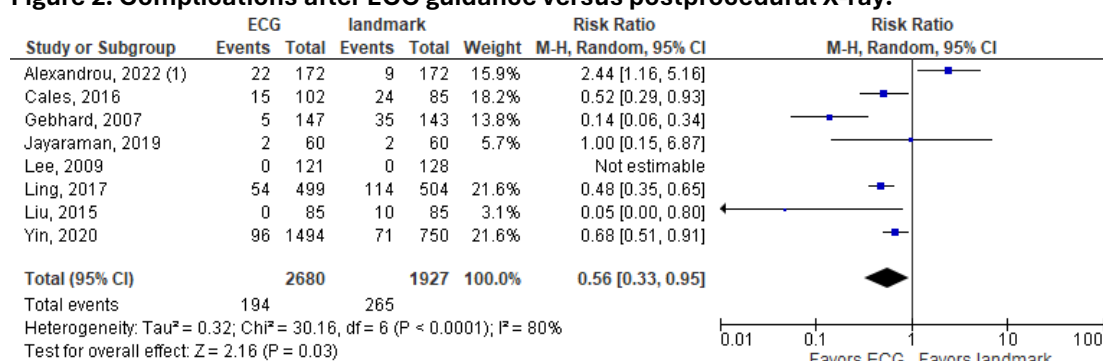 Figure 2. Complications after ECG guidance versus postprocedural X-ray.
ECG landmark Risk Ratio Risk Ratio
Study or Subgroup Events Total Events Total Weight M-H, Random, 95% CI M-H, Random, 95% CI
Alexandrou, 2022 (1) 22 172 9 172 15.9% 2.44 [1.16, 5.16]
Cales, 2016 15 102 24 85 18.2% 0.52 [0.29, 0.93]
Gebhard, 2007 5 147 35 143 13.8% 0.14 [0.06, 0.34]
Jayaraman, 2019 2 60 2 60 5.7% 1.00 [0.15, 6.87]
Lee, 2009 0 121 0 128 Not estimable
Ling, 2017 54 499 114 504 21.6% 0.48 [0.35, 0.65]
Liu, 2015 0 85 10 85 3.1% 0.05 [0.00, 0.80]
Yin, 2020 96 1494 71 750 21.6% 0.68 [0.51, 0.91]
Total (95% CI) 2680 1927 100.0% 0.56 [0.33, 0.95]
Total events 194 265
Heterogeneity: Tau² = 0.32; Chi² = 30.16, df = 6 (P < 0.0001); I² = 80%
Test for overall effect: Z = 2.16 (P = 0.03)
0.01 0.1 1 10 100
Favors ECG Favors landmark